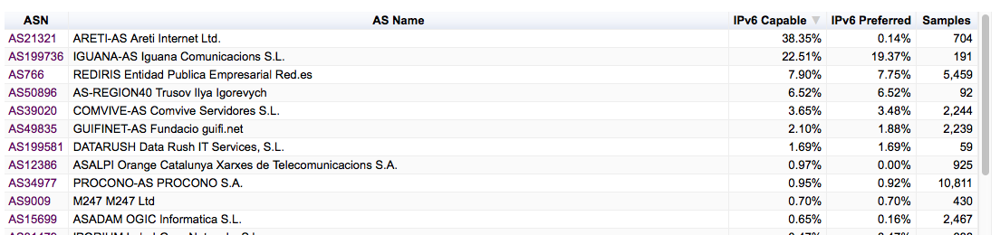 ASN AS Name IPv6 Capable ▼ IPv6 Preferred Samples
AS21321 ARETI-AS Areti Internet Ltd. 38.35% 0.14% 704
AS199736 IGUANA-AS Iguana Comunicacions S.L. 22.51% 19.37% 191
AS766 REDIRIS Entidad Publica Empresarial Red.es 7.90% 7.75% 5,459
AS50896 AS-REGION40 Trusov Ilya Igorevych 6.52% 6.52% 92
AS39020 COMVIVE-AS Comvive Servidores S.L. 3.65% 3.48% 2,244
AS49835 GUIFINET-AS Fundacio guifi.net 2.10% 1.88% 2,239
AS199581 DATARUSH Data Rush IT Services, S.L. 1.69% 1.69% 59
AS12386 ASALPI Orange Catalunya Xarxes de Telecomunicacions S.A. 0.97% 0.00% 925
AS34977 PROCONO-AS PROCONO S.A. 0.95% 0.92% 10,811
AS9009 M247 M247 Ltd 0.70% 0.70% 430
AS15699 ASADAM OGIC Informatica S.L. 0.65% 0.16% 2,467